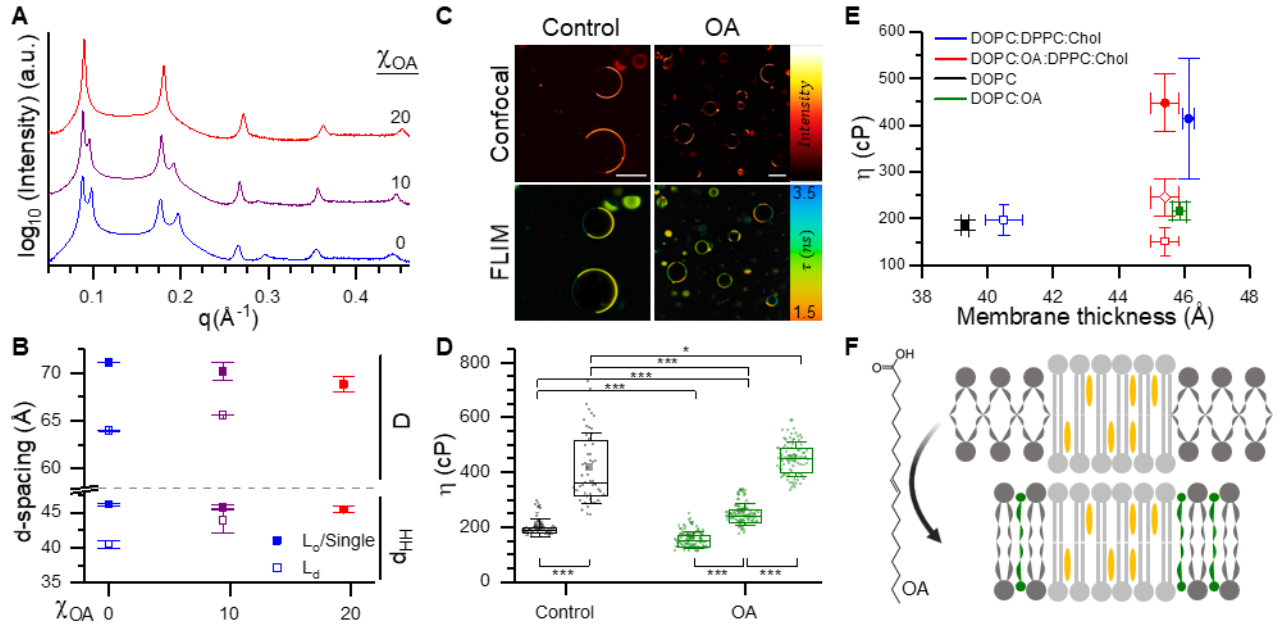 A
log10 (Intensity) (a.u.)
χOA
20
10
0
0.1 0.2 0.3 0.4
q(Å-1)
B
d-spacing (Å)
70
65
60
45
40
35
D
dHH
Lo/Single
Ld
χOA 0 10 20
C
Control OA
Confocal
FLIM
Intensity
3.5
τ (ns)
1.5
D
η (cP)
800
600
400
200
0
*
***
***
***
*** *** ***
Control OA
E
η (cP)
600
500
400
300
200
100
DOPC:DPPC:Chol
DOPC:OA:DPPC:Chol
DOPC
DOPC:OA
38 40 42 44 46 48
Membrane thickness (Å)
F
O OH
OA